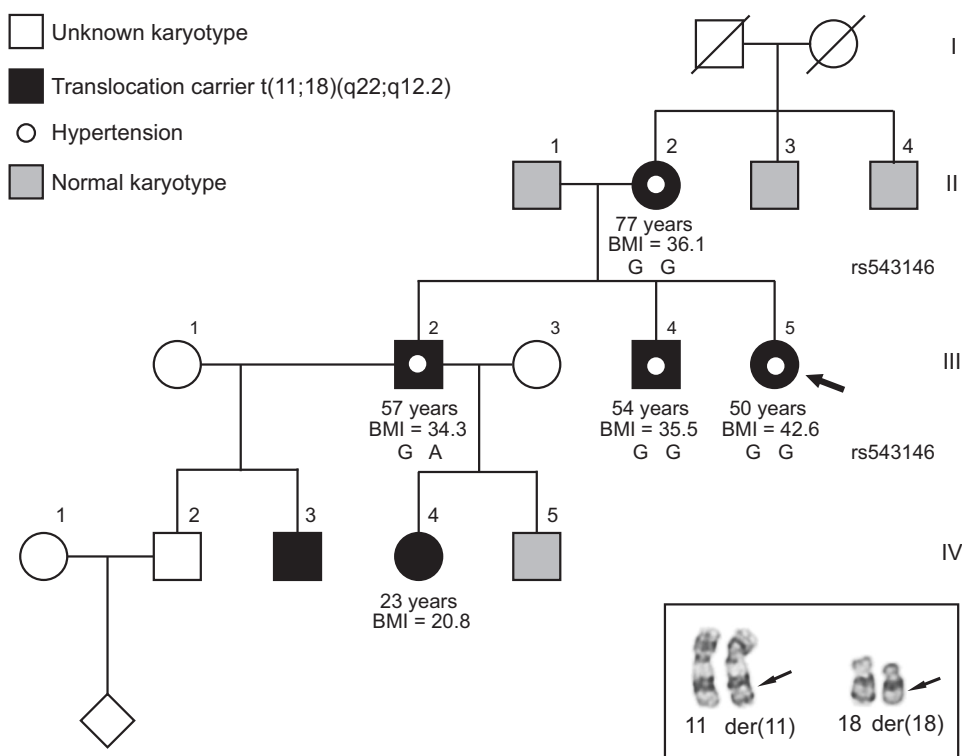 Unknown karyotype
Translocation carrier t(11;18)(q22;q12.2)
Hypertension
Normal karyotype
I
1 2 3 4
II
77 years
BMI = 36.1
G G
rs543146
1 2 3 4 5
III
57 years
BMI = 34.3
G A
54 years
BMI = 35.5
G G
50 years
BMI = 42.6
G G
rs543146
1 2 3 4 5
IV
23 years
BMI = 20.8
11 der(11) 18 der(18)